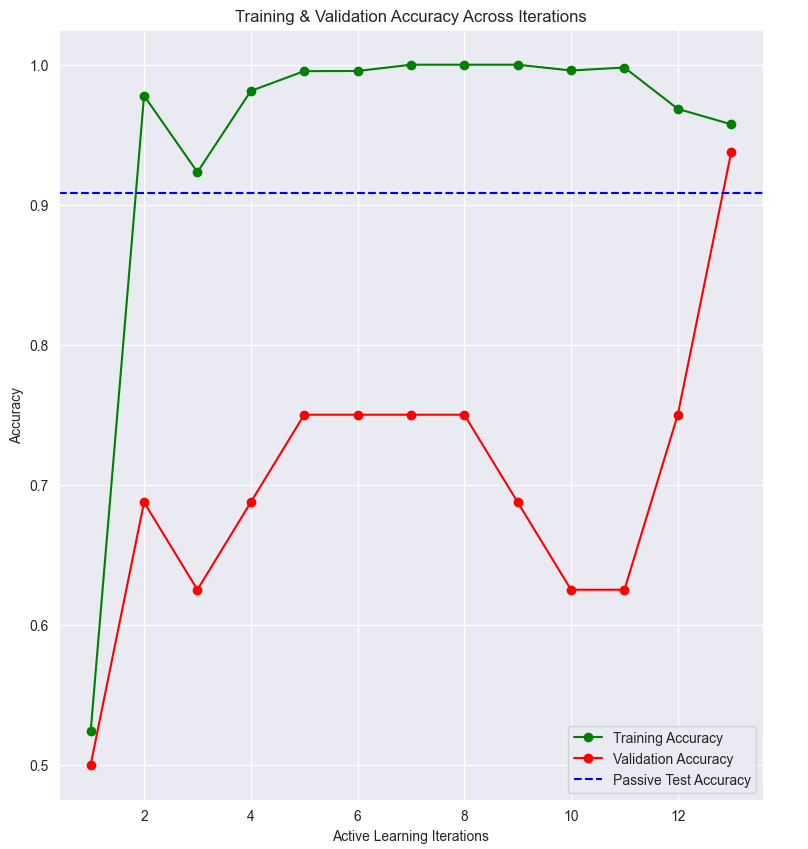 Training & Validation Accuracy Across Iterations
1.0
0.9
0.8
0.7
0.6
0.5
Accuracy
2 4 6 8 10 12
Active Learning Iterations
Training Accuracy
Validation Accuracy
Passive Test Accuracy